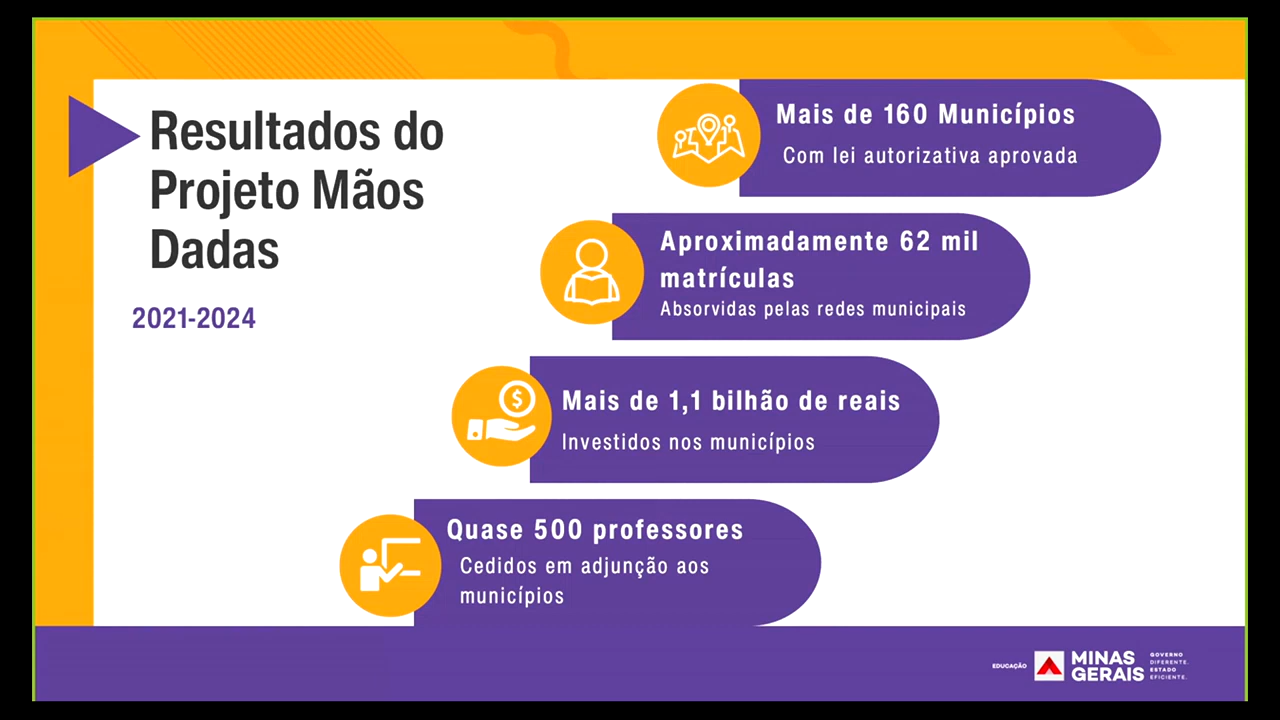 Resultados do
Projeto Mãos
Dadas
2021-2024
Mais de 160 Municípios
Com lei autorizativa aprovada
Aproximadamente 62 mil
matrículas
Absorvidas pelas redes municipais
$
Mais de 1,1 bilhão de reais
Investidos nos municípios
Quase 500 professores
Cedidos em adjunção aos
municípios
EDUCAÇÃO
MINAS
GERAIS
GOVERNO
DIFERENTE.
ESTADO
EFICIENTE.